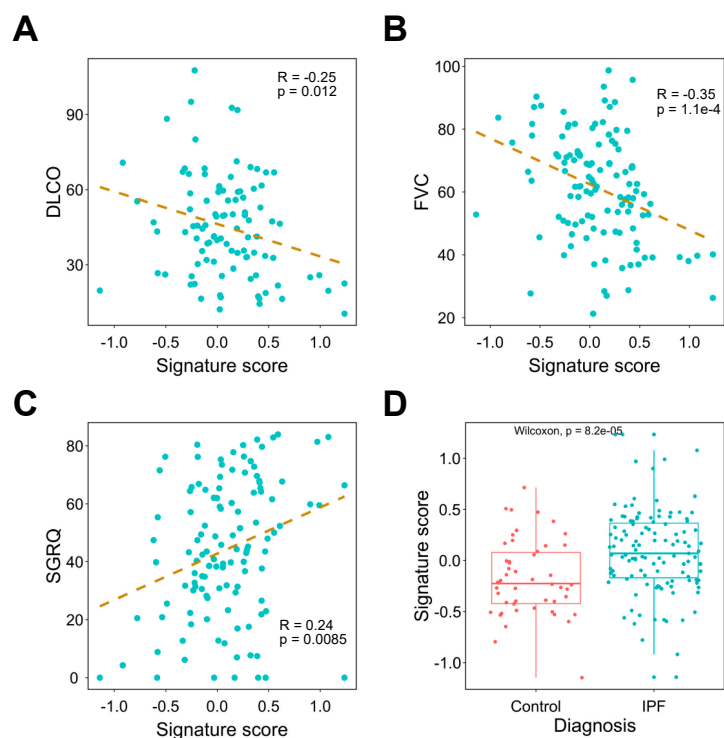 A
R = -0.25
p = 0.012
90
60
30
DLCO
-1.0 -0.5 0.0 0.5 1.0
Signature score
B
R = -0.35
p = 1.1e-4
100
80
60
40
20
FVC
-1.0 -0.5 0.0 0.5 1.0
Signature score
C
R = 0.24
p = 0.0085
80
60
40
20
0
SGRQ
-1.0 -0.5 0.0 0.5 1.0
Signature score
D
Wilcoxon, p = 8.2e-05
1.0
0.5
0.0
-0.5
-1.0
Signature score
Control IPF
Diagnosis